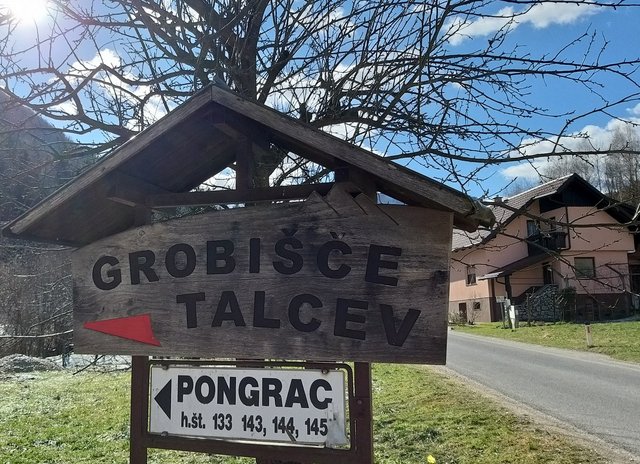 GROBIŠČE
TALCEV
PONGRAC
h.št. 133 143, 144, 145